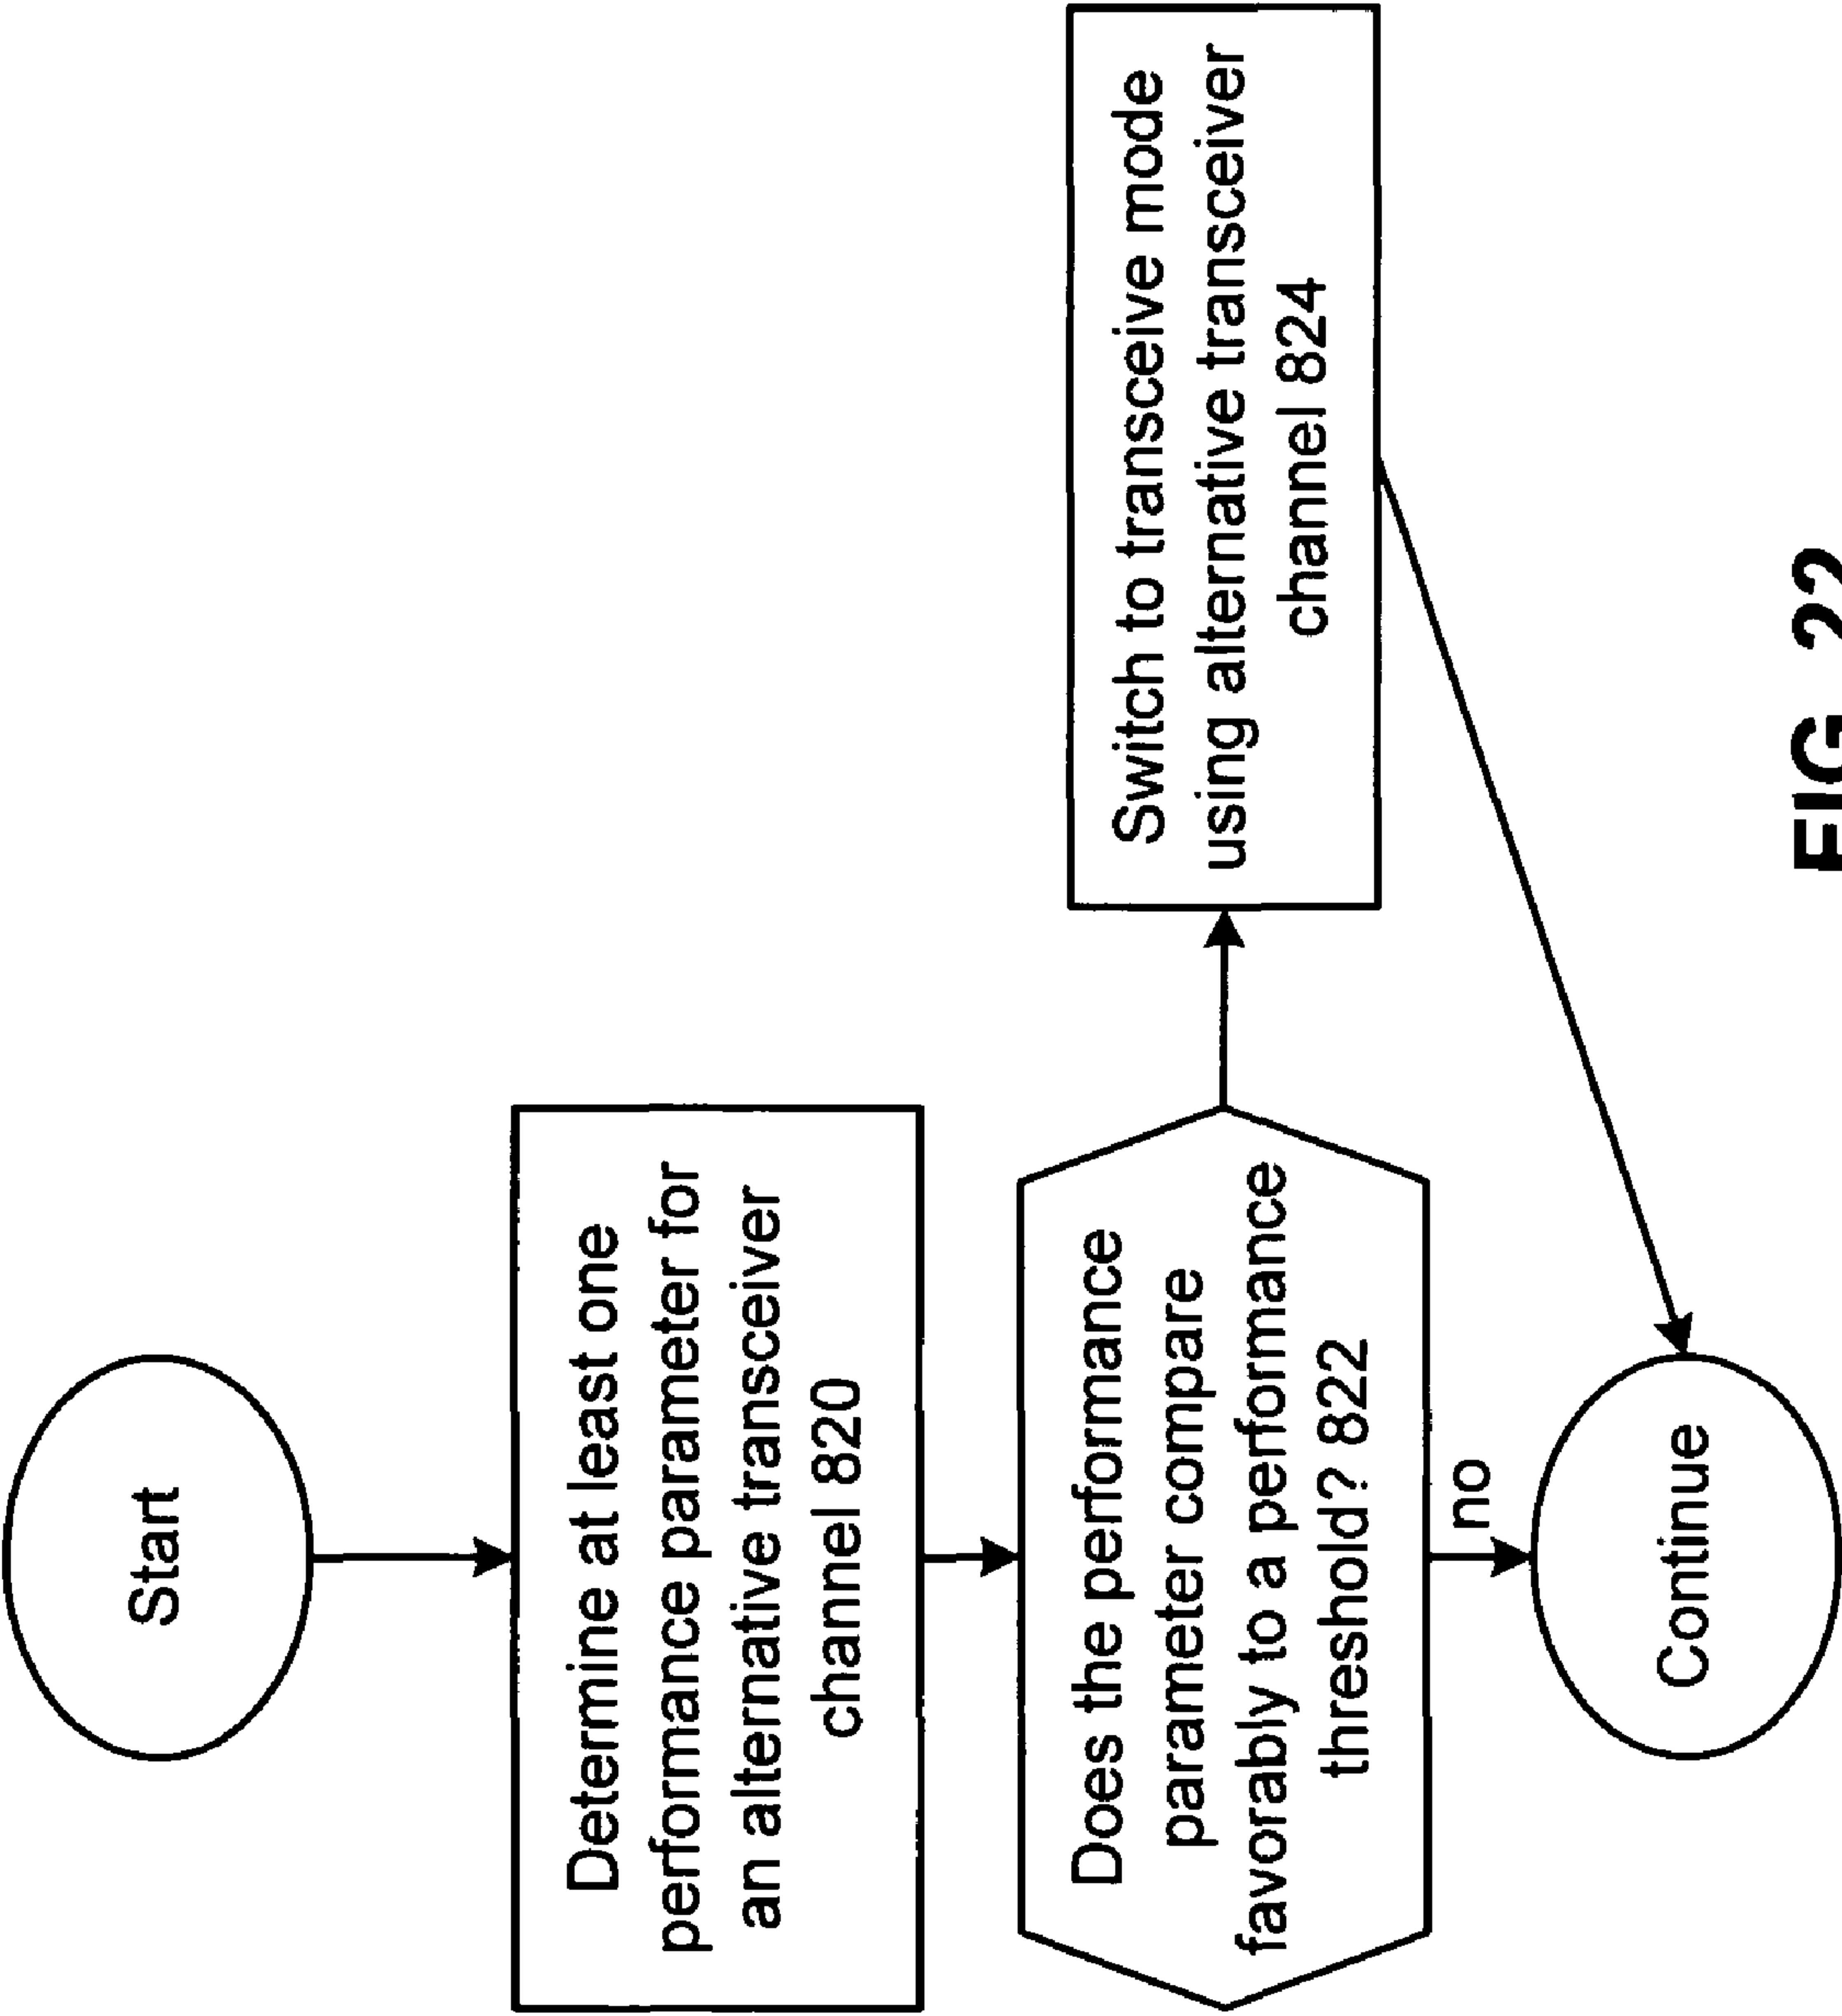 Start
Determine at least one
performance parameter for
an alternative transceiver
channel 820
Does the performance
parameter compare
favorably to a performance
threshold? 822
no
Switch to transceive mode
using alternative transceiver
channel 824
Continue
FIG. 22